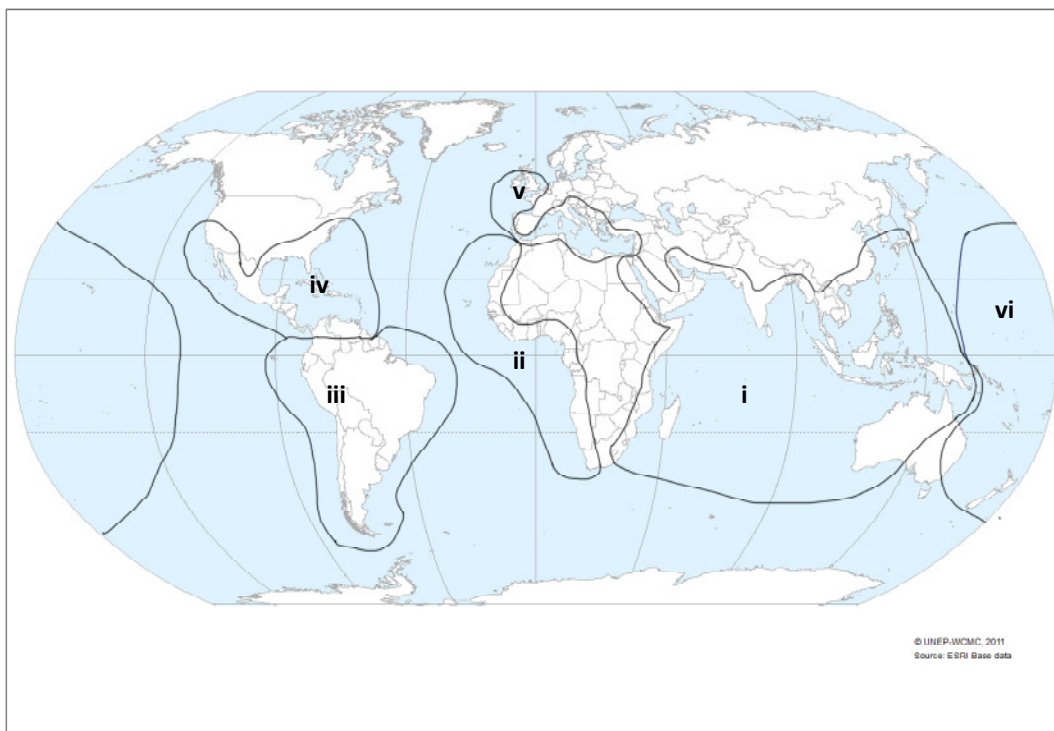 v
iv
vi
ii
iii
i
© UNEP-WCMC, 2011
Source: ESRI Base data